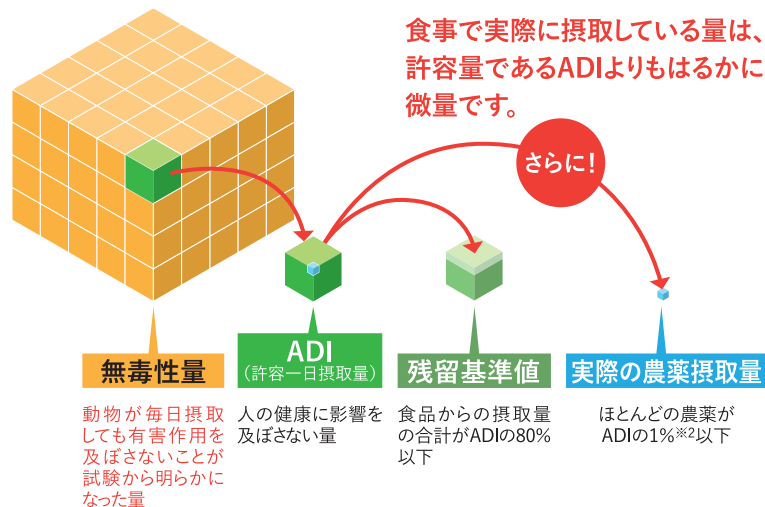 食事で実際に摂取している量は、
許容量であるADIよりもはるかに
微量です。
さらに！
無毒性量
動物が毎日摂取
しても有害作用を
及ぼさないことが
試験から明らかに
なった量
ADI
（許容一日摂取量）
人の健康に影響を
及ぼさない量
残留基準値
食品からの摂取量
の合計がADIの80%
以下
実際の農薬摂取量
ほとんどの農薬が
ADIの1%※2以下